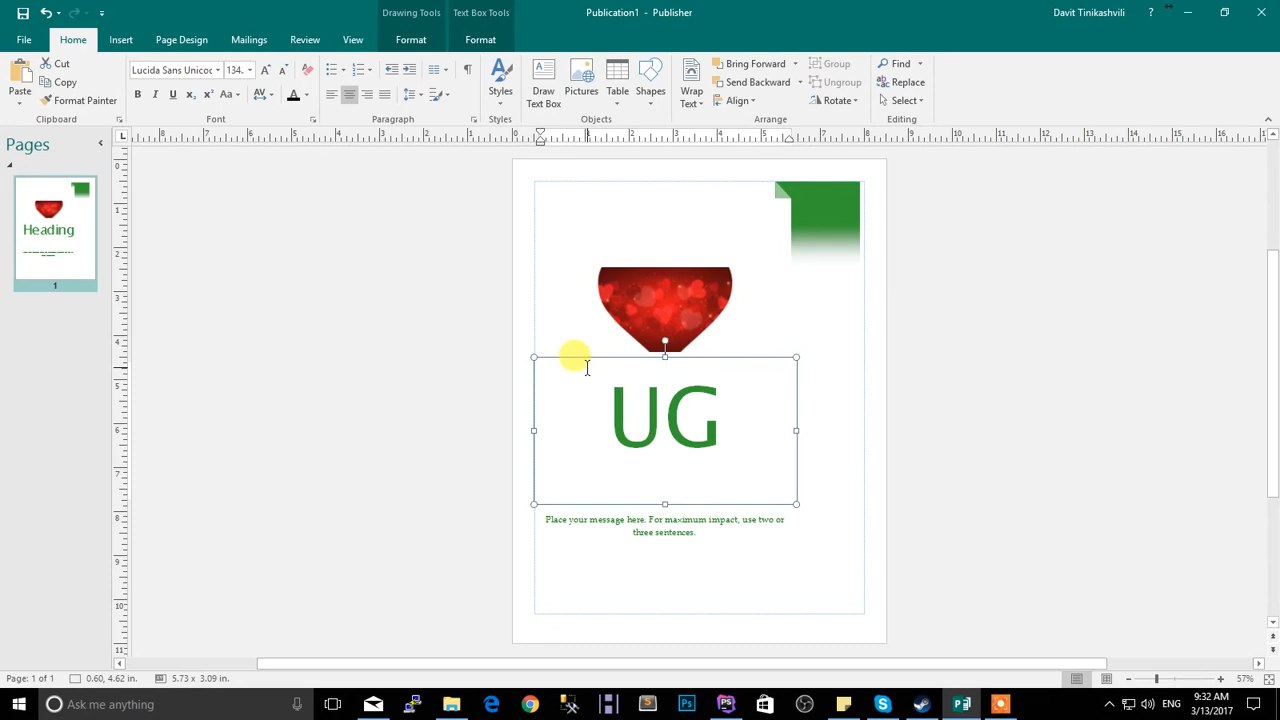 Drawing Tools Text Box Tools Publication1 - Publisher Davit Tinikashvili ?
File Home Insert Page Design Mailings Review View Format Format
Paste Cut Copy Format Painter
Lucida Sans Unicoc 134.
Styles Draw Text Box Pictures Table Shapes Wrap Text
Bring Forward Group Send Backward Ungroup Align Rotate
Find Replace Select
Clipboard Font Paragraph Styles Objects Arrange Editing
Pages
Heading
1
UG
Place your message here. For maximum impact, use two or
three sentences.
Page: 1 of 1 0.60, 4.62 in. 5.73 x 3.09 in. 57%
Ask me anything ENG 9:32 AM
3/13/2017